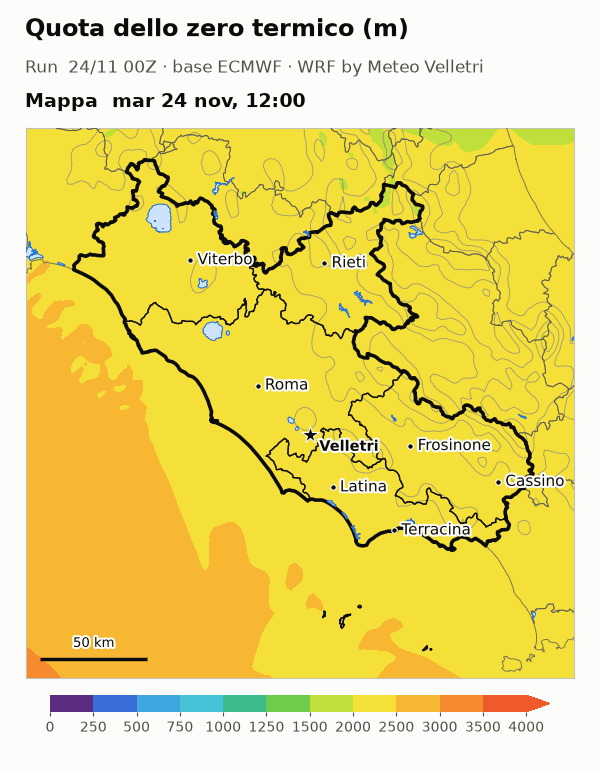 Quota dello zero termico (m)
Run  24/11 00Z · base ECMWF · WRF by Meteo Velletri
Mappa  mar 24 nov, 12:00
Viterbo
Rieti
Roma
Velletri
Frosinone
Latina
Cassino
Terracina
50 km
0 250 500 750 1000 1250 1500 2000 2500 3000 3500 4000